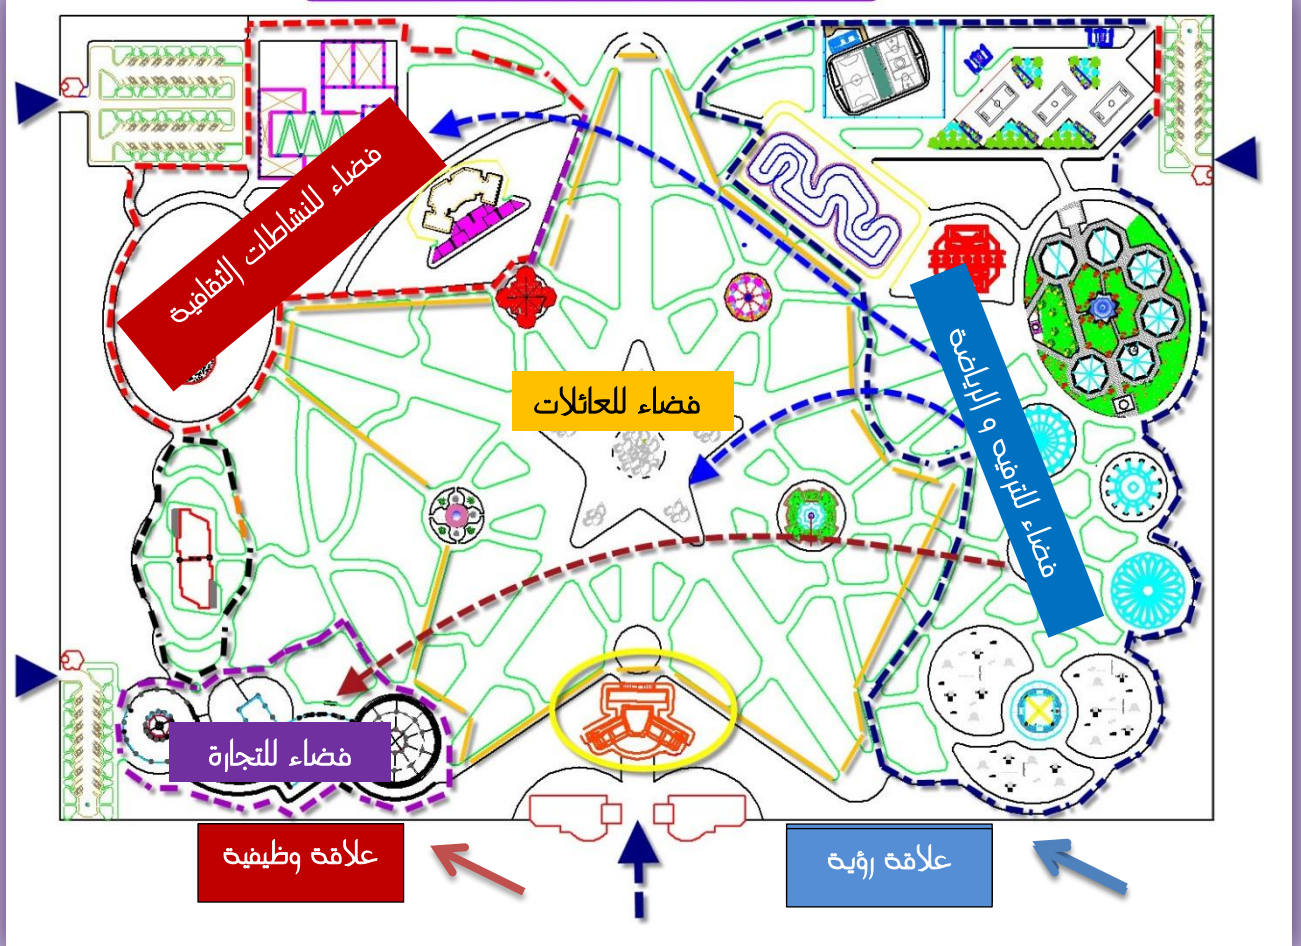 فضاء للنشاطات الثقافية
فضاء للعائلات
فضاء للترفيه و الرياضة
فضاء للتجارة
علاقة وظيفية
علاقة رؤية